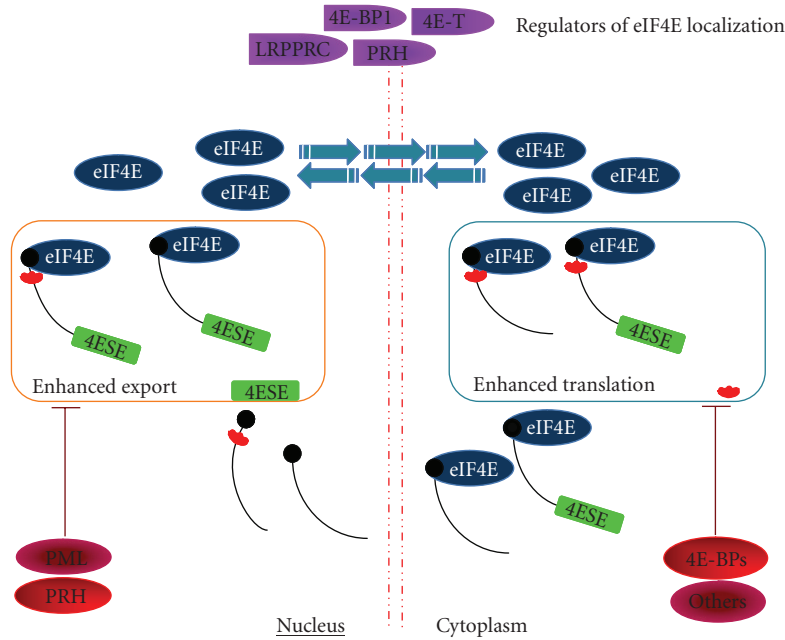 4E-BP1
4E-T
Regulators of eIF4E localization
LRPPRC
PRH
eIF4E
eIF4E
eIF4E
eIF4E
eIF4E
eIF4E
eIF4E
eIF4E
eIF4E
eIF4E
4ESE
4ESE
4ESE
Enhanced export
Enhanced translation
4ESE
eIF4E
eIF4E
4ESE
PML
PRH
4E-BPs
Others
Nucleus
Cytoplasm